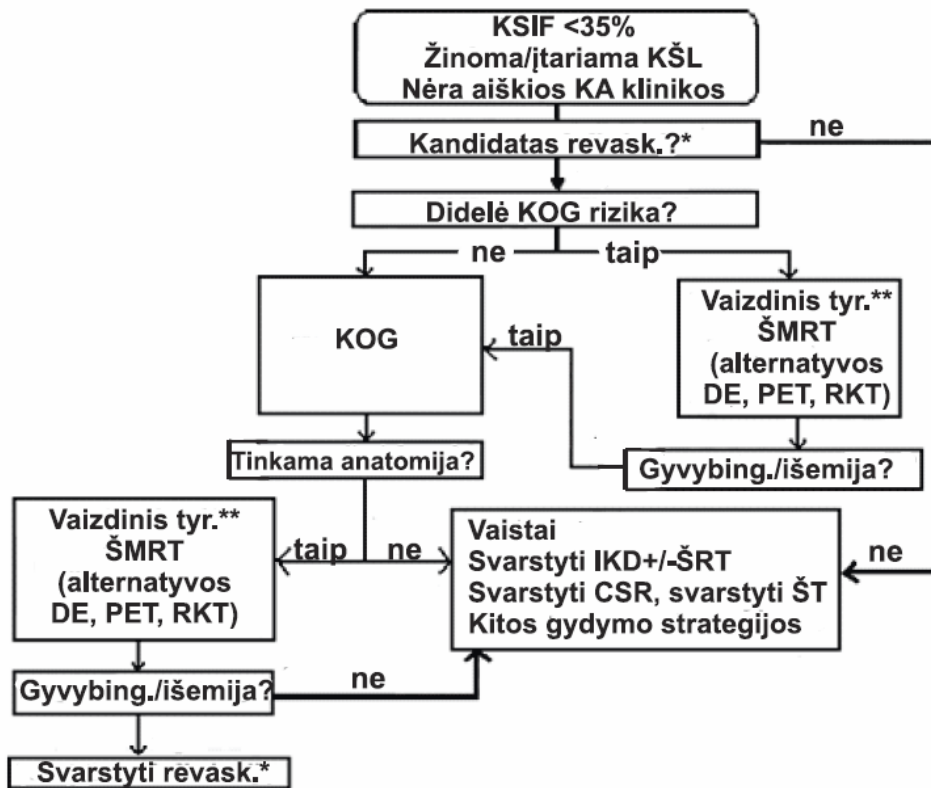 KSIF <35%
Žinoma/įtariama KŠL
Nėra aiškios KA klinikos
ne
Kandidatas revask.?*
Didelė KOG rizika?
ne
taip
Vaizdinis tyr.**
ŠMRT
(alternatyvos
DE, PET, RKT)
KOG
taip
Tinkama anatomija?
Gyvybing./išemija?
Vaizdinis tyr.**
ŠMRT
(alternatyvos
DE, PET, RKT)
taip
ne
Vaistai
Svarstyti IKD+/-ŠRT
Svarstyti CSR, svarstyti ŠT
Kitos gydymo strategijos
ne
Gyvybing./išemija?
ne
Svarstyti revask.*